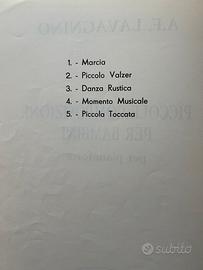 A.F. LAVAGNINO
1. - Marcia
2. - Piccolo Valzer
3. - Danza Rustica
4. - Momento Musicale
5. - Piccola Toccata
PER BAMBINI
per pianoforte
subito